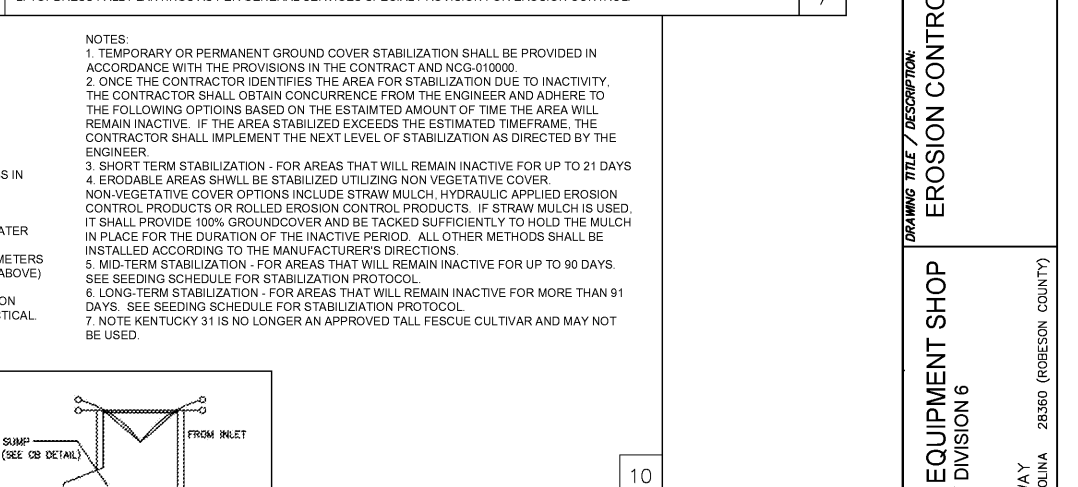 NOTES:
1. TEMPORARY OR PERMANENT GROUND COVER STABILIZATION SHALL BE PROVIDED IN
ACCORDANCE WITH THE PROVISIONS IN THE CONTRACT AND NCG-010000.
2. ONCE THE CONTRACTOR IDENTIFIES THE AREA FOR STABILIZATION DUE TO INACTIVITY,
THE CONTRACTOR SHALL OBTAIN CONCURRENCE FROM THE ENGINEER AND ADHERE TO
THE FOLLOWING OPTIOINS BASED ON THE ESTAIMTED AMOUNT OF TIME THE AREA WILL
REMAIN INACTIVE. IF THE AREA STABILIZED EXCEEDS THE ESTIMATED TIMEFRAME, THE
CONTRACTOR SHALL IMPLEMENT THE NEXT LEVEL OF STABILIZATION AS DIRECTED BY THE
ENGINEER.
3. SHORT TERM STABILIZATION - FOR AREAS THAT WILL REMAIN INACTIVE FOR UP TO 21 DAYS
4. ERODABLE AREAS SHWLL BE STABILIZED UTILIZING NON VEGETATIVE COVER.
NON-VEGETATIVE COVER OPTIONS INCLUDE STRAW MULCH, HYDRAULIC APPLIED EROSION
CONTROL PRODUCTS OR ROLLED EROSION CONTROL PRODUCTS. IF STRAW MULCH IS USED,
IT SHALL PROVIDE 100% GROUNDCOVER AND BE TACKED SUFFICIENTLY TO HOLD THE MULCH
IN PLACE FOR THE DURATION OF THE INACTIVE PERIOD. ALL OTHER METHODS SHALL BE
INSTALLED ACCORDING TO THE MANUFACTURER'S DIRECTIONS.
5. MID-TERM STABILIZATION - FOR AREAS THAT WILL REMAIN INACTIVE FOR UP TO 90 DAYS.
SEE SEEDING SCHEDULE FOR STABILIZATION PROTOCOL.
6. LONG-TERM STABILIZATION - FOR AREAS THAT WILL REMAIN INACTIVE FOR MORE THAN 91
DAYS. SEE SEEDING SCHEDULE FOR STABILIZIATION PROTOCOL.
7. NOTE KENTUCKY 31 IS NO LONGER AN APPROVED TALL FESCUE CULTIVAR AND MAY NOT
BE USED.
S IN
ATER
METERS
ABOVE)
ON
TICAL.
SUMP
(SEE CB DETAIL)
FROM INLET
10
DRAWING TITLE / DESCRIPTION:
EROSION CONTRO
EQUIPMENT SHOP
DIVISION 6
WAY
OLINA 28360 (ROBESON COUNTY)